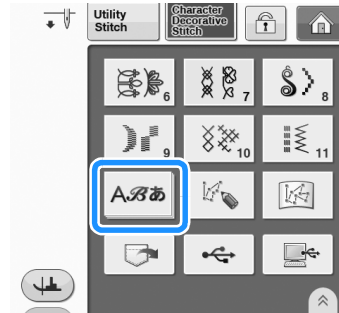 Utility
Stitch
Character
Decorative
Stitch
6
7
8
9
10
11
Aℬあ